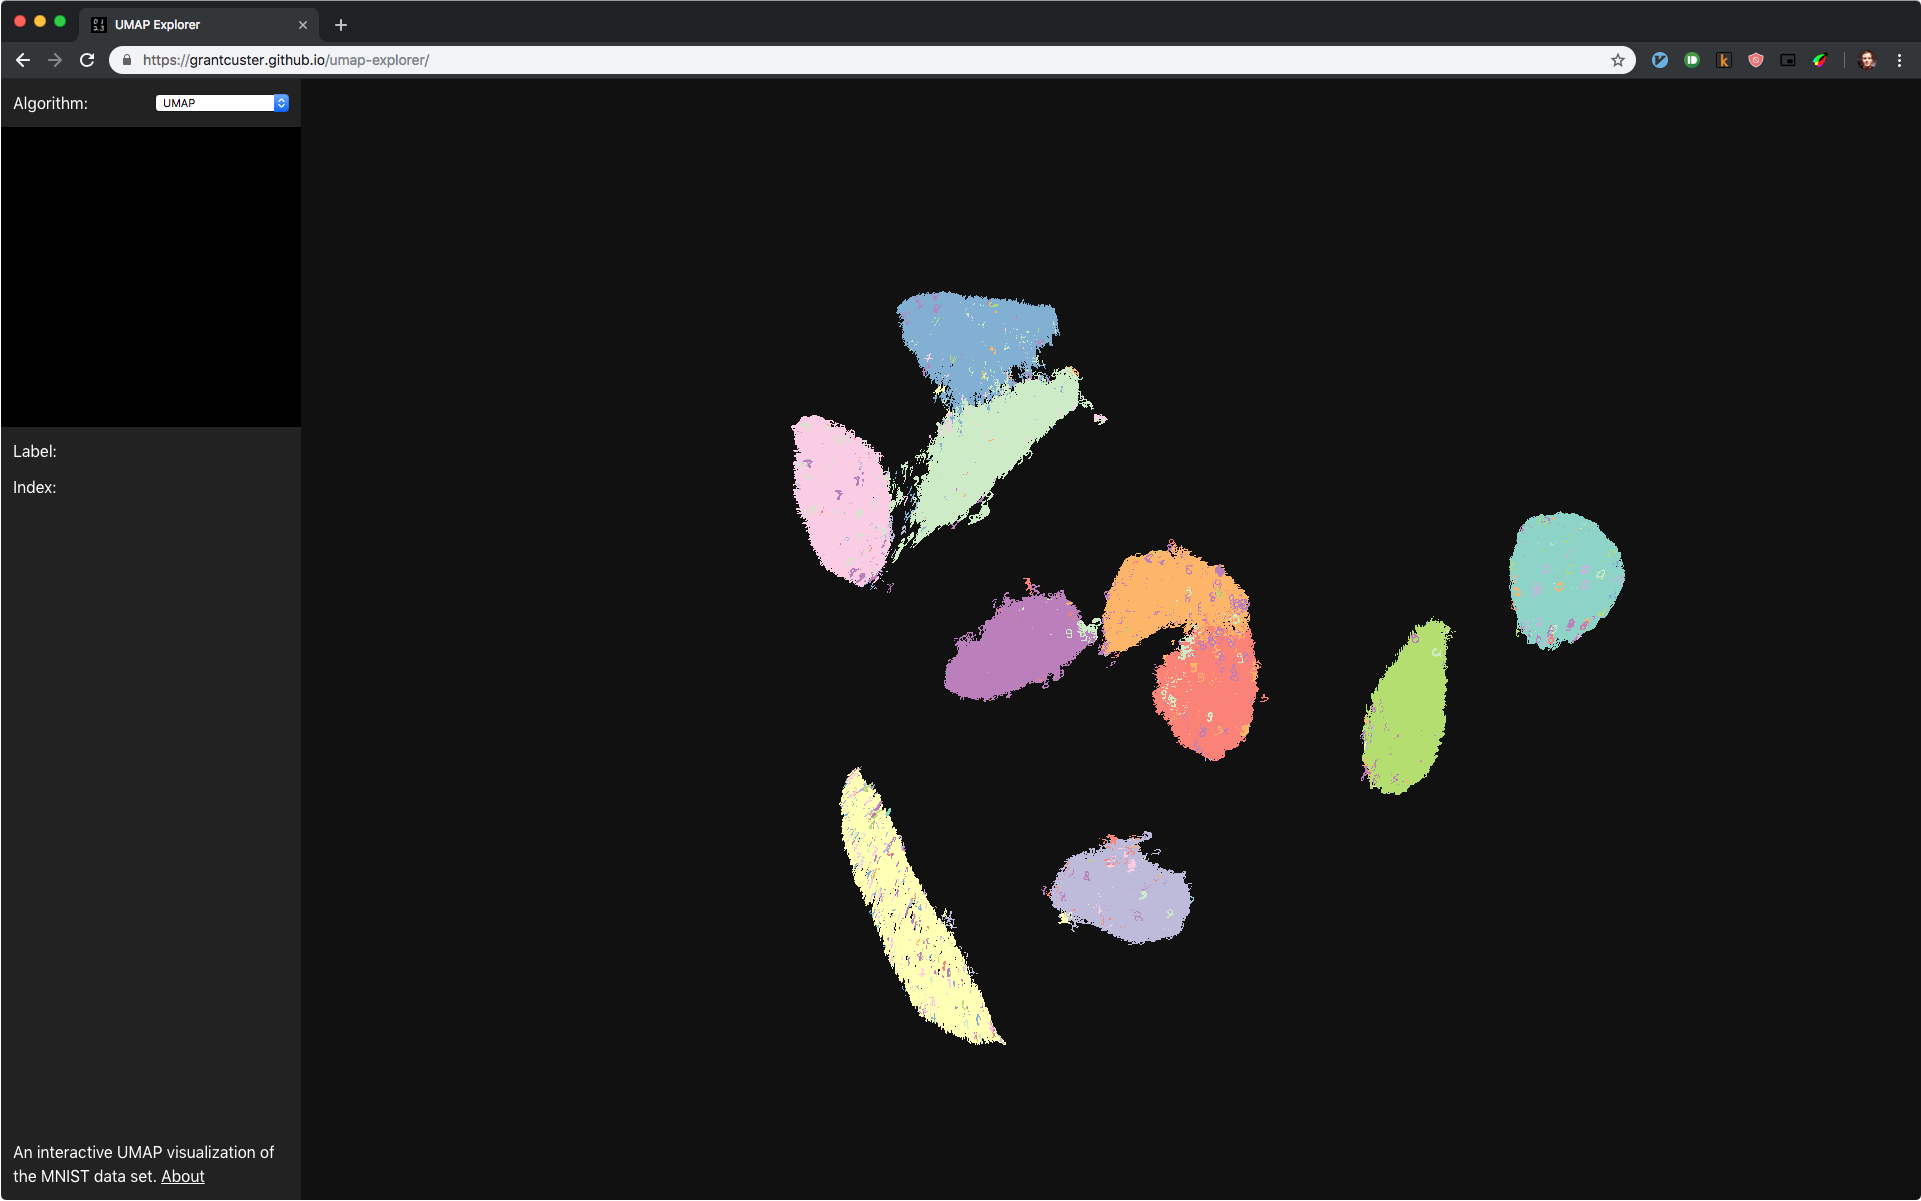 UMAP Explorer
https://grantcuster.github.io/umap-explorer/
Algorithm:
UMAP
Label:
Index:
An interactive UMAP visualization of
the MNIST data set. About